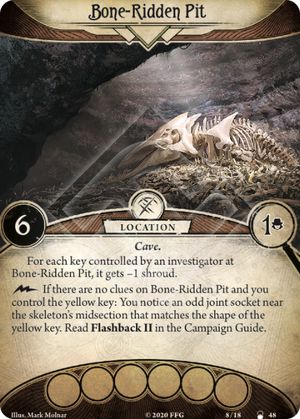 Bone-Ridden Pit
6
1
LOCATION
Cave.
For each key controlled by an investigator at
Bone-Ridden Pit, it gets –1 shroud.
If there are no clues on Bone-Ridden Pit and you
control the yellow key: You notice an odd joint socket near
the skeleton's midsection that matches the shape of the
yellow key. Read Flashback II in the Campaign Guide.
Illus. Mark Molnar
© 2020 FFG
8/18
48